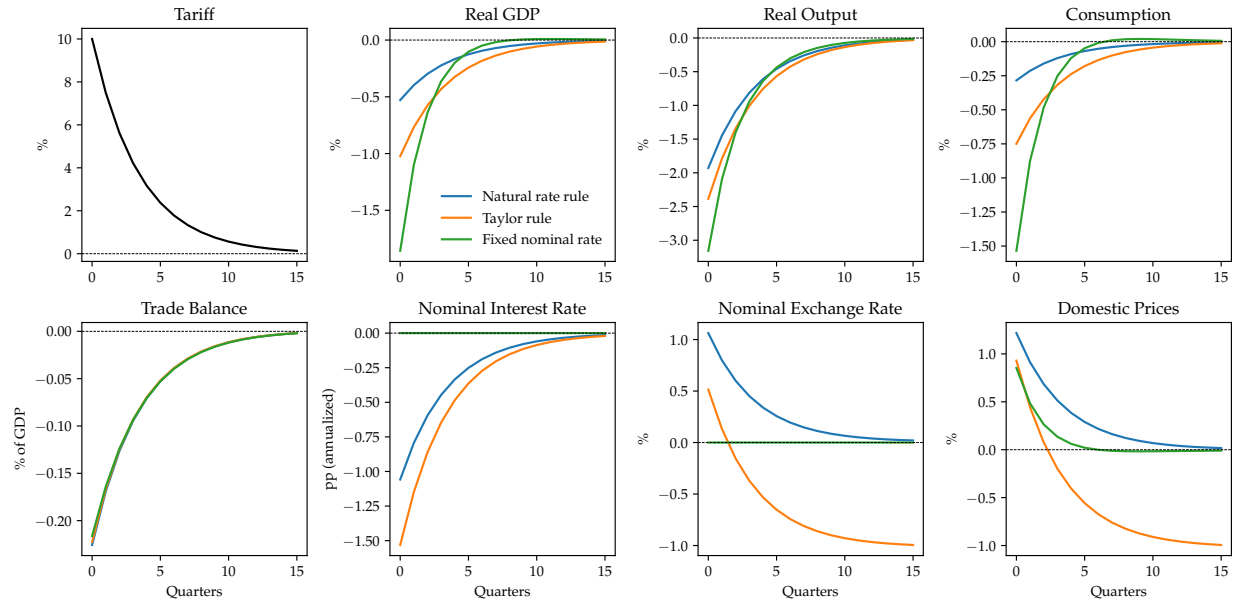 Tariff
10
8
6
4
2
0
%
0 5 10 15
Real GDP
0.0
−0.5
−1.0
−1.5
%
Natural rate rule
Taylor rule
Fixed nominal rate
0 5 10 15
Real Output
0.0
−0.5
−1.0
−1.5
−2.0
−2.5
−3.0
%
0 5 10 15
Consumption
0.00
−0.25
−0.50
−0.75
−1.00
−1.25
−1.50
%
0 5 10 15
Trade Balance
0.00
−0.05
−0.10
−0.15
−0.20
% of GDP
0 5 10 15
Quarters
Nominal Interest Rate
0.00
−0.25
−0.50
−0.75
−1.00
−1.25
−1.50
pp (annualized)
0 5 10 15
Quarters
Nominal Exchange Rate
1.0
0.5
0.0
−0.5
−1.0
%
0 5 10 15
Quarters
Domestic Prices
1.0
0.5
0.0
−0.5
−1.0
%
0 5 10 15
Quarters